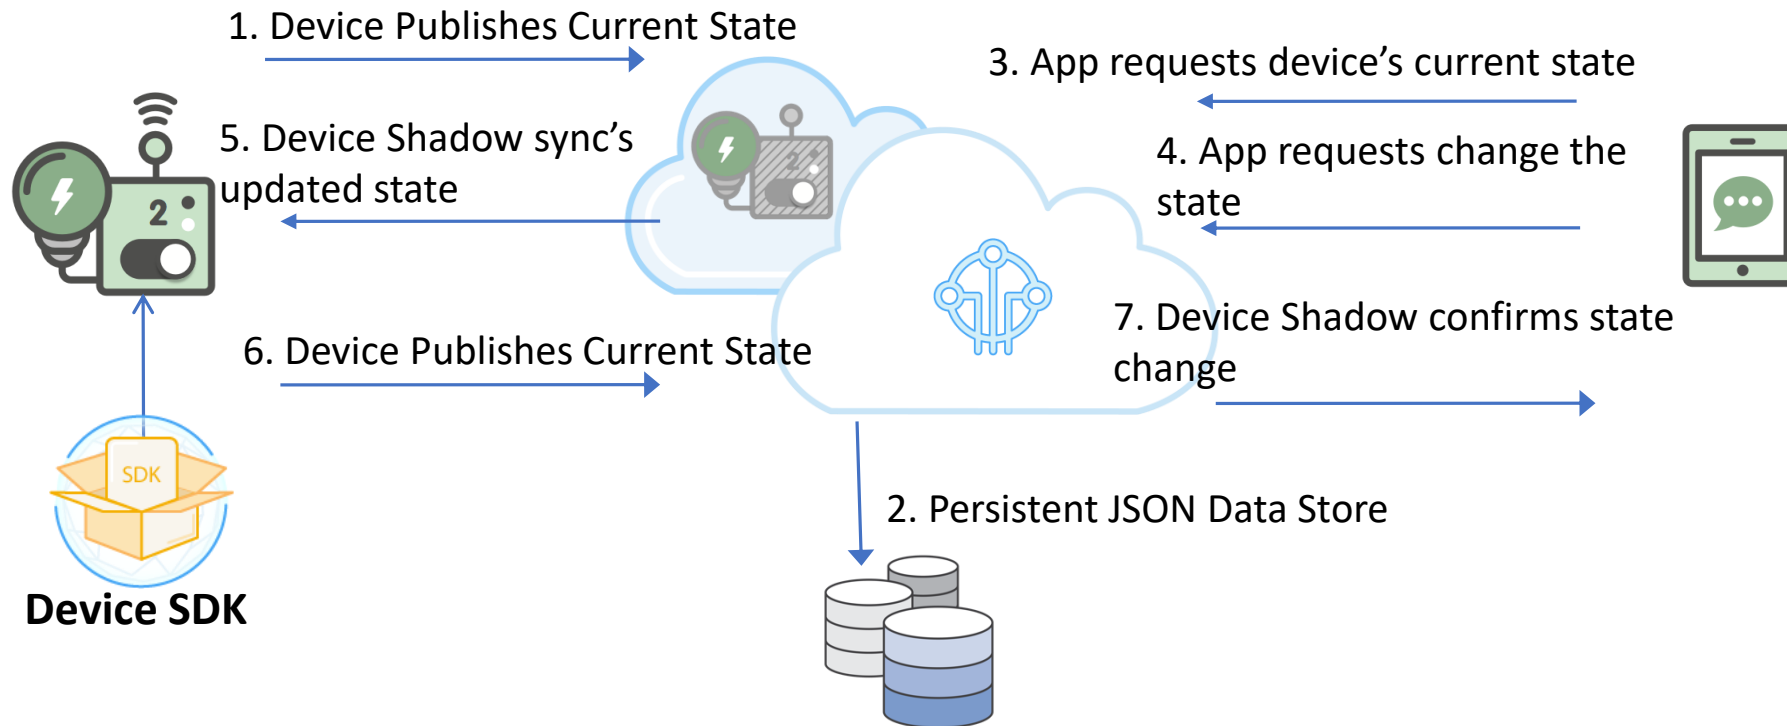 1. Device Publishes Current State
3. App requests device’s current state
5. Device Shadow sync’s
updated state
4. App requests change the
state
2
2
6. Device Publishes Current State
7. Device Shadow confirms state
change
SDK
2. Persistent JSON Data Store
Device SDK